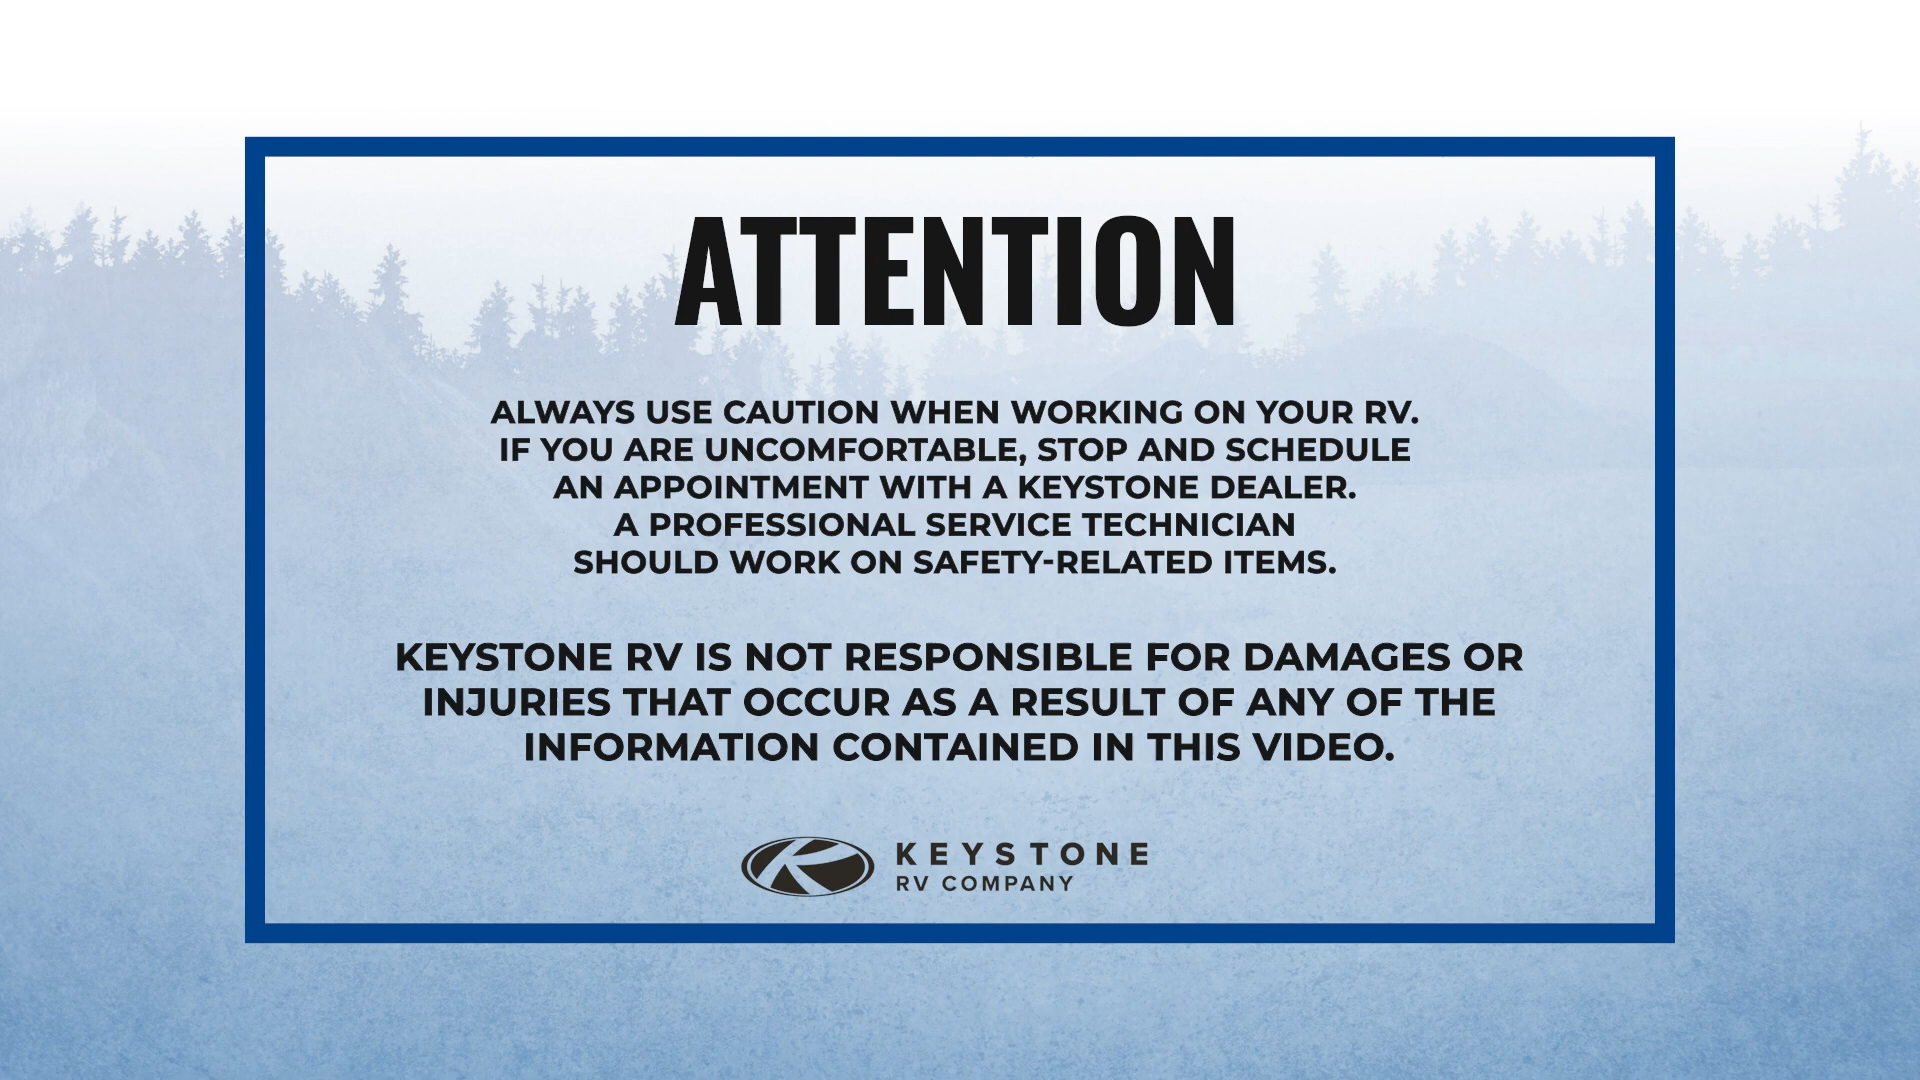 ATTENTION
ALWAYS USE CAUTION WHEN WORKING ON YOUR RV.
IF YOU ARE UNCOMFORTABLE, STOP AND SCHEDULE
AN APPOINTMENT WITH A KEYSTONE DEALER.
A PROFESSIONAL SERVICE TECHNICIAN
SHOULD WORK ON SAFETY-RELATED ITEMS.
KEYSTONE RV IS NOT RESPONSIBLE FOR DAMAGES OR
INJURIES THAT OCCUR AS A RESULT OF ANY OF THE
INFORMATION CONTAINED IN THIS VIDEO.
KEYSTONE
RV COMPANY